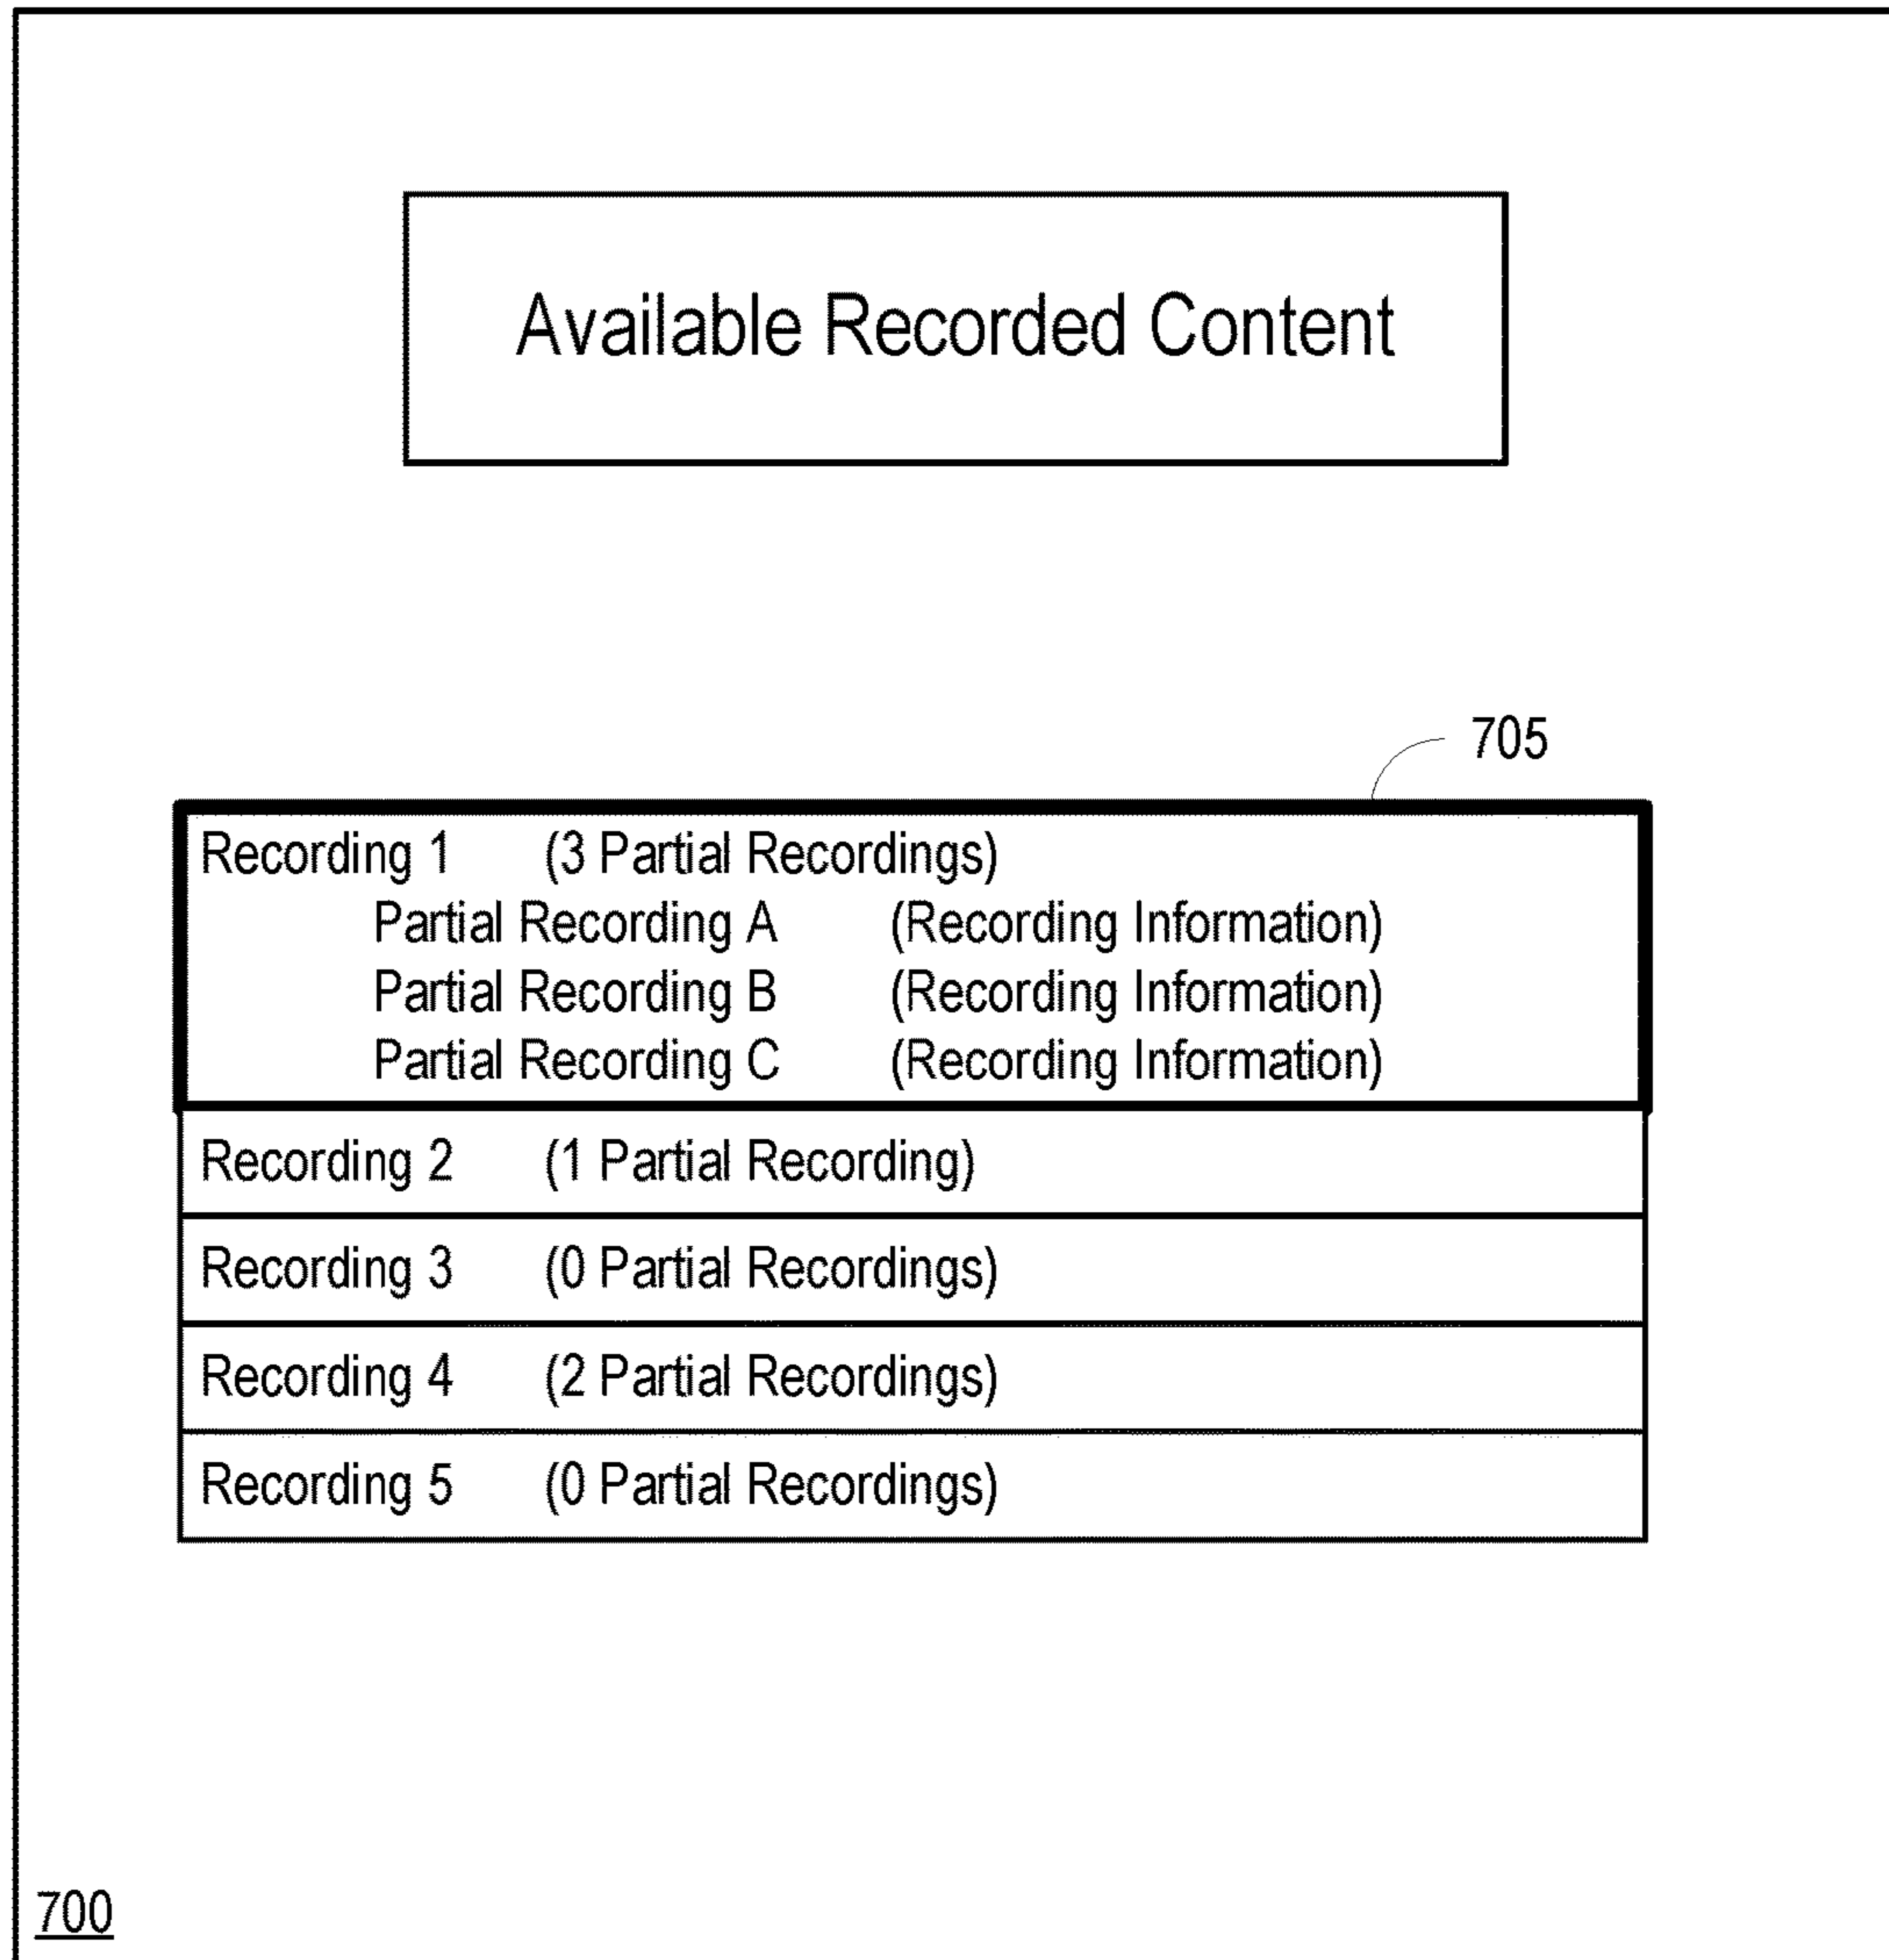 Available Recorded Content
705
Recording 1 (3 Partial Recordings)
Partial Recording A (Recording Information)
Partial Recording B (Recording Information)
Partial Recording C (Recording Information)
Recording 2 (1 Partial Recording)
Recording 3 (0 Partial Recordings)
Recording 4 (2 Partial Recordings)
Recording 5 (0 Partial Recordings)
700